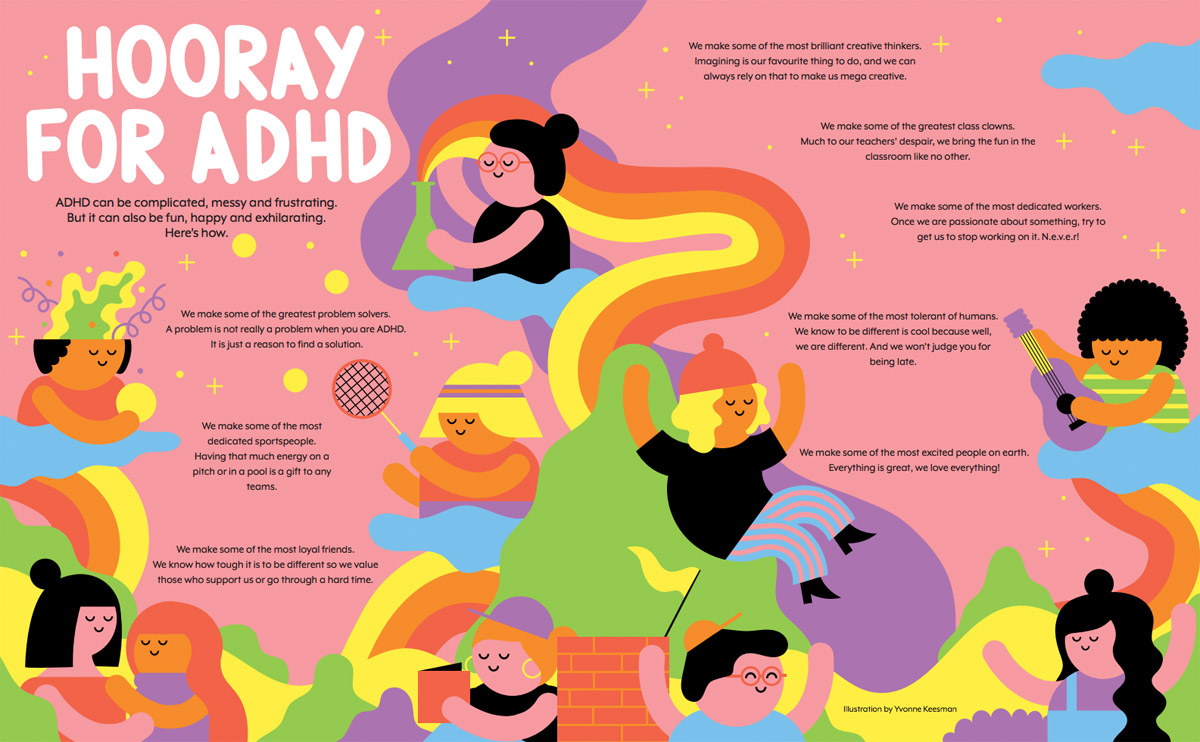 HOORAY
FOR ADHD
ADHD can be complicated, messy and frustrating.
But it can also be fun, happy and exhilarating.
Here's how.
We make some of the greatest problem solvers.
A problem is not really a problem when you are ADHD.
It is just a reason to find a solution.
We make some of the most
dedicated sportspeople.
Having that much energy on a
pitch or in a pool is a gift to any
teams.
We make some of the most loyal friends.
We know how tough it is to be different so we value
those who support us or go through a hard time.
We make some of the most brilliant creative thinkers.
Imagining is our favourite thing to do, and we can
always rely on that to make us mega creative.
We make some of the greatest class clowns.
Much to our teachers' despair, we bring the fun in the
classroom like no other.
We make some of the most dedicated workers.
Once we are passionate about something, try to
get us to stop working on it. N.e.v.e.r!
We make some of the most tolerant of humans.
We know to be different is cool because well,
we are different. And we won't judge you for
being late.
We make some of the most excited people on earth.
Everything is great, we love everything!
Illustration by Yvonne Keesman